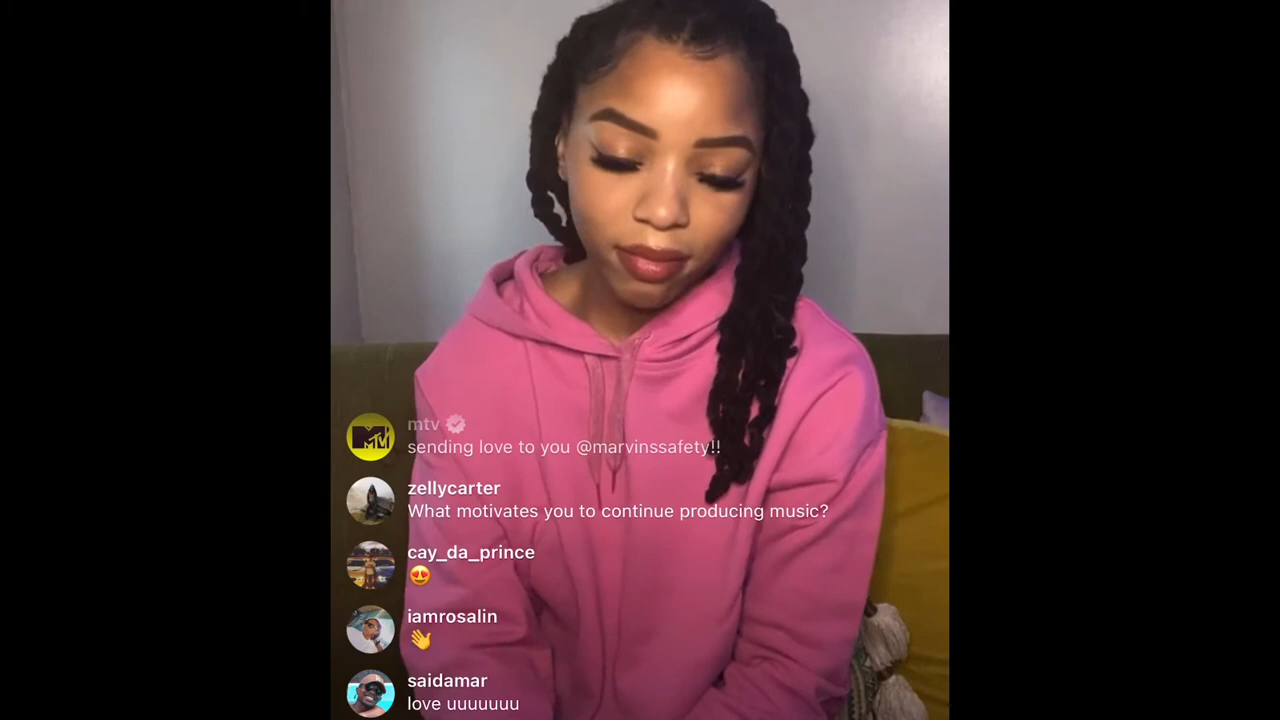 mtv
sending love to you @marvinssafety!!
zellycarter
What motivates you to continue producing music?
cay_da_prince
😍
iamrosalin
👋
saidamar
love uuuuuuu